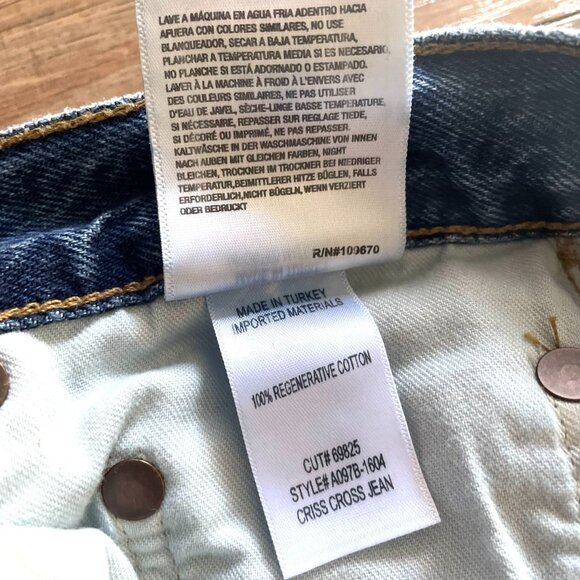 LAVE A MÁQUINA EN AGUA FRIA ADENTRO HACIA
AFUERA CON COLORES SIMILARES, NO USE
BLANQUEADOR, SECAR A BAJA TEMPERATURA,
PLANCHAR A TEMPERATURA MEDIA SI ES NECESARIO,
NO PLANCHE SI ESTÁ ADORNADO O ESTAMPADO.
LAVER À LA MACHINE À FROID À L'ENVERS AVEC
DES COULEURS SIMILAIRES, NE PAS UTILISER
D'EAU DE JAVEL, SÈCHE-LINGE BASSE TEMPÉRATURE,
SI NÉCESSAIRE, REPASSER SUR REGLAGE TIEDE,
SI DÉCORÉ OU IMPRIMÉ, NE PAS REPASSER.
KALTWÄSCHE IN DER WASCHMASCHINE VON INNEN
NACH AUßEN MIT GLEICHEN FARBEN, NIGHT
BLEICHEN, TROCKNEN IM TROCKNER BEI NIEDRIGER
TEMPERATUR, BEIMITTLERER HITZE BÜGLEN, FALLS
ERFORDERLICH, NICHT BÜGELN, WENN VERZIERT
ODER BEDRUCKT
R/N#109670
MADE IN TURKEY
IMPORTED MATERIALS
100% REGENERATIVE COTTON
CUT# 69825
STYLE# A097B-1604
CRISS CROSS JEAN